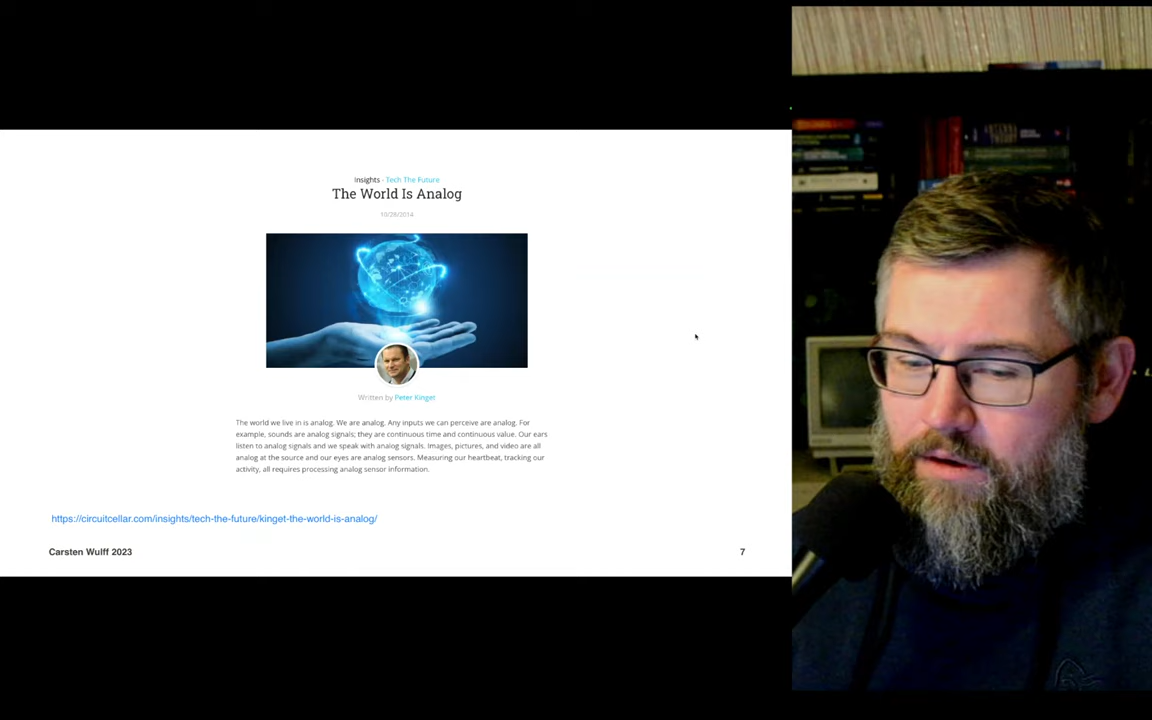 Insights - Tech The Future
The World Is Analog
10/28/2014
Written by Peter Kinget
The world we live in is analog. We are analog. Any inputs we can perceive are analog. For
example, sounds are analog signals; they are continuous time and continuous value. Our ears
listen to analog signals and we speak with analog signals. Images, pictures, and video are all
analog at the source and our eyes are analog sensors. Measuring our heartbeat, tracking our
activity, all requires processing analog sensor information.
https://circuitcellar.com/insights/tech-the-future/kinget-the-world-is-analog/
Carsten Wulff 2023
7